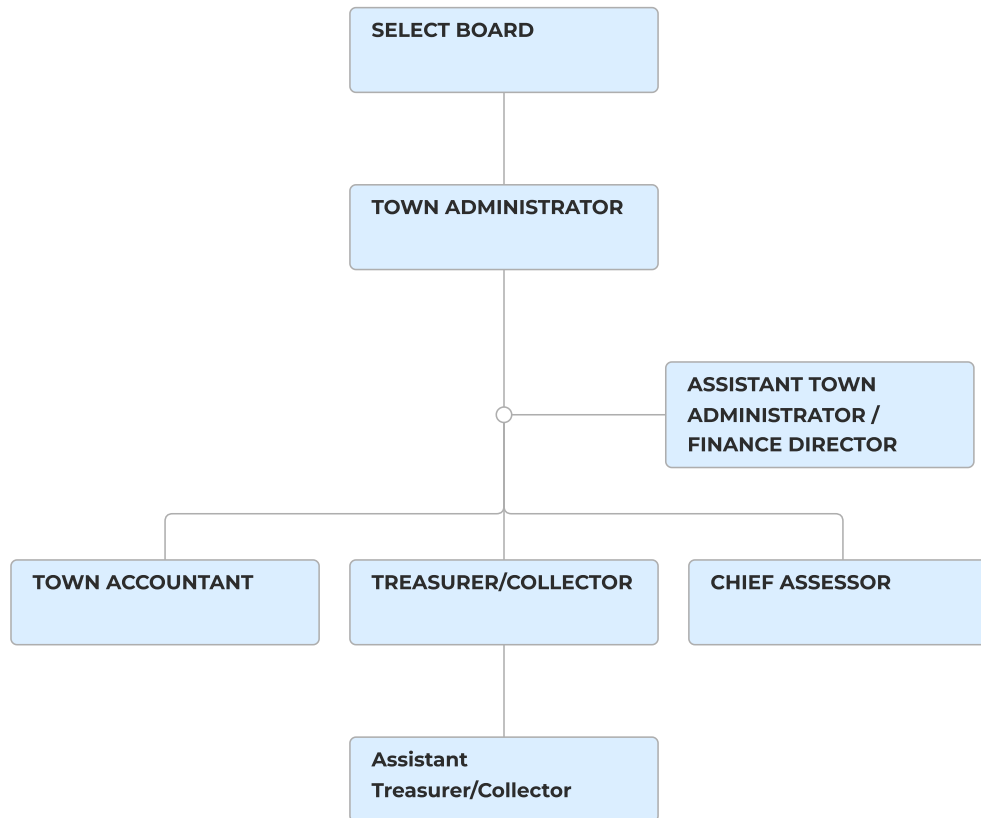 SELECT BOARD
TOWN ADMINISTRATOR
ASSISTANT TOWN
ADMINISTRATOR /
FINANCE DIRECTOR
TOWN ACCOUNTANT
TREASURER/COLLECTOR
CHIEF ASSESSOR
Assistant
Treasurer/Collector